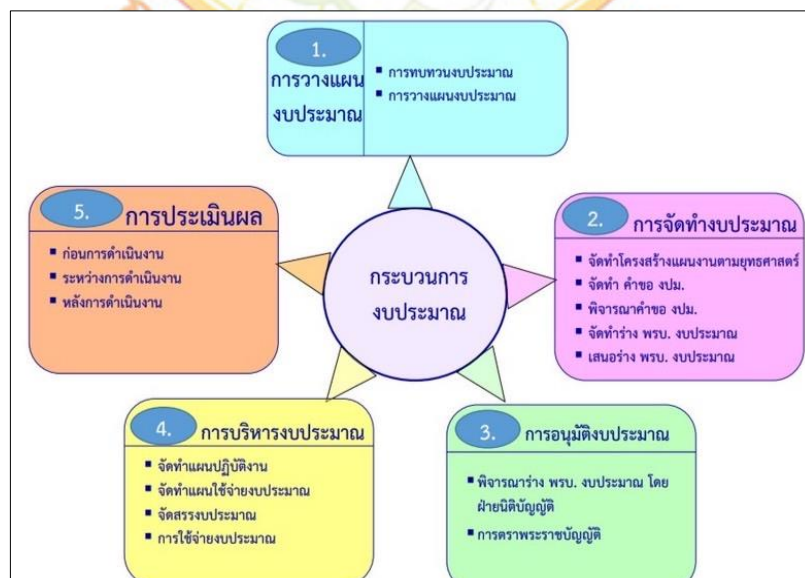 1.
การวางแผน
งบประมาณ
▪ การทบทวนงบประมาณ
▪ การวางแผนงบประมาณ
กระบวนการ
งบประมาณ
2. การจัดทำงบประมาณ
▪ จัดทำโครงสร้างแผนงานตามยุทธศาสตร์
▪ จัดทำ คำขอ งปม.
▪ พิจารณาคำขอ งปม.
▪ จัดทำร่าง พรบ. งบประมาณ
▪ เสนอร่าง พรบ. งบประมาณ
3. การอนุมัติงบประมาณ
▪ พิจารณาร่าง พรบ. งบประมาณ โดย
ฝ่ายนิติบัญญัติ
▪ การตราพระราชบัญญัติ
4. การบริหารงบประมาณ
▪ จัดทำแผนปฏิบัติงาน
▪ จัดทำแผนใช้จ่ายงบประมาณ
▪ จัดสรรงบประมาณ
▪ การใช้จ่ายงบประมาณ
5. การประเมินผล
▪ ก่อนการดำเนินงาน
▪ ระหว่างการดำเนินงาน
▪ หลังการดำเนินงาน